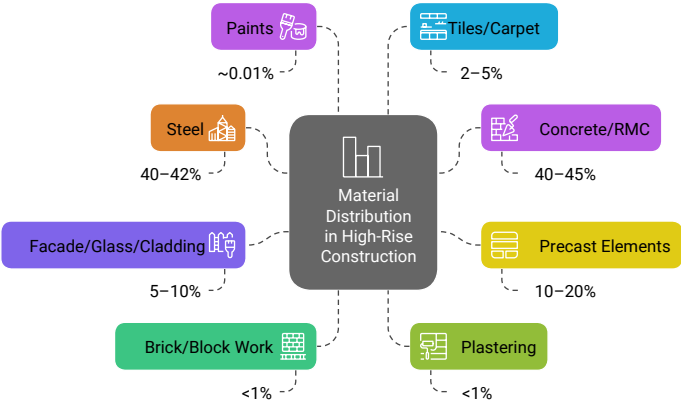 Paints
~0.01%
Tiles/Carpet
2–5%
Steel
40–42%
Concrete/RMC
40–45%
Material
Distribution
in High-Rise
Construction
Facade/Glass/Cladding
5–10%
Precast Elements
10–20%
Brick/Block Work
<1%
Plastering
<1%